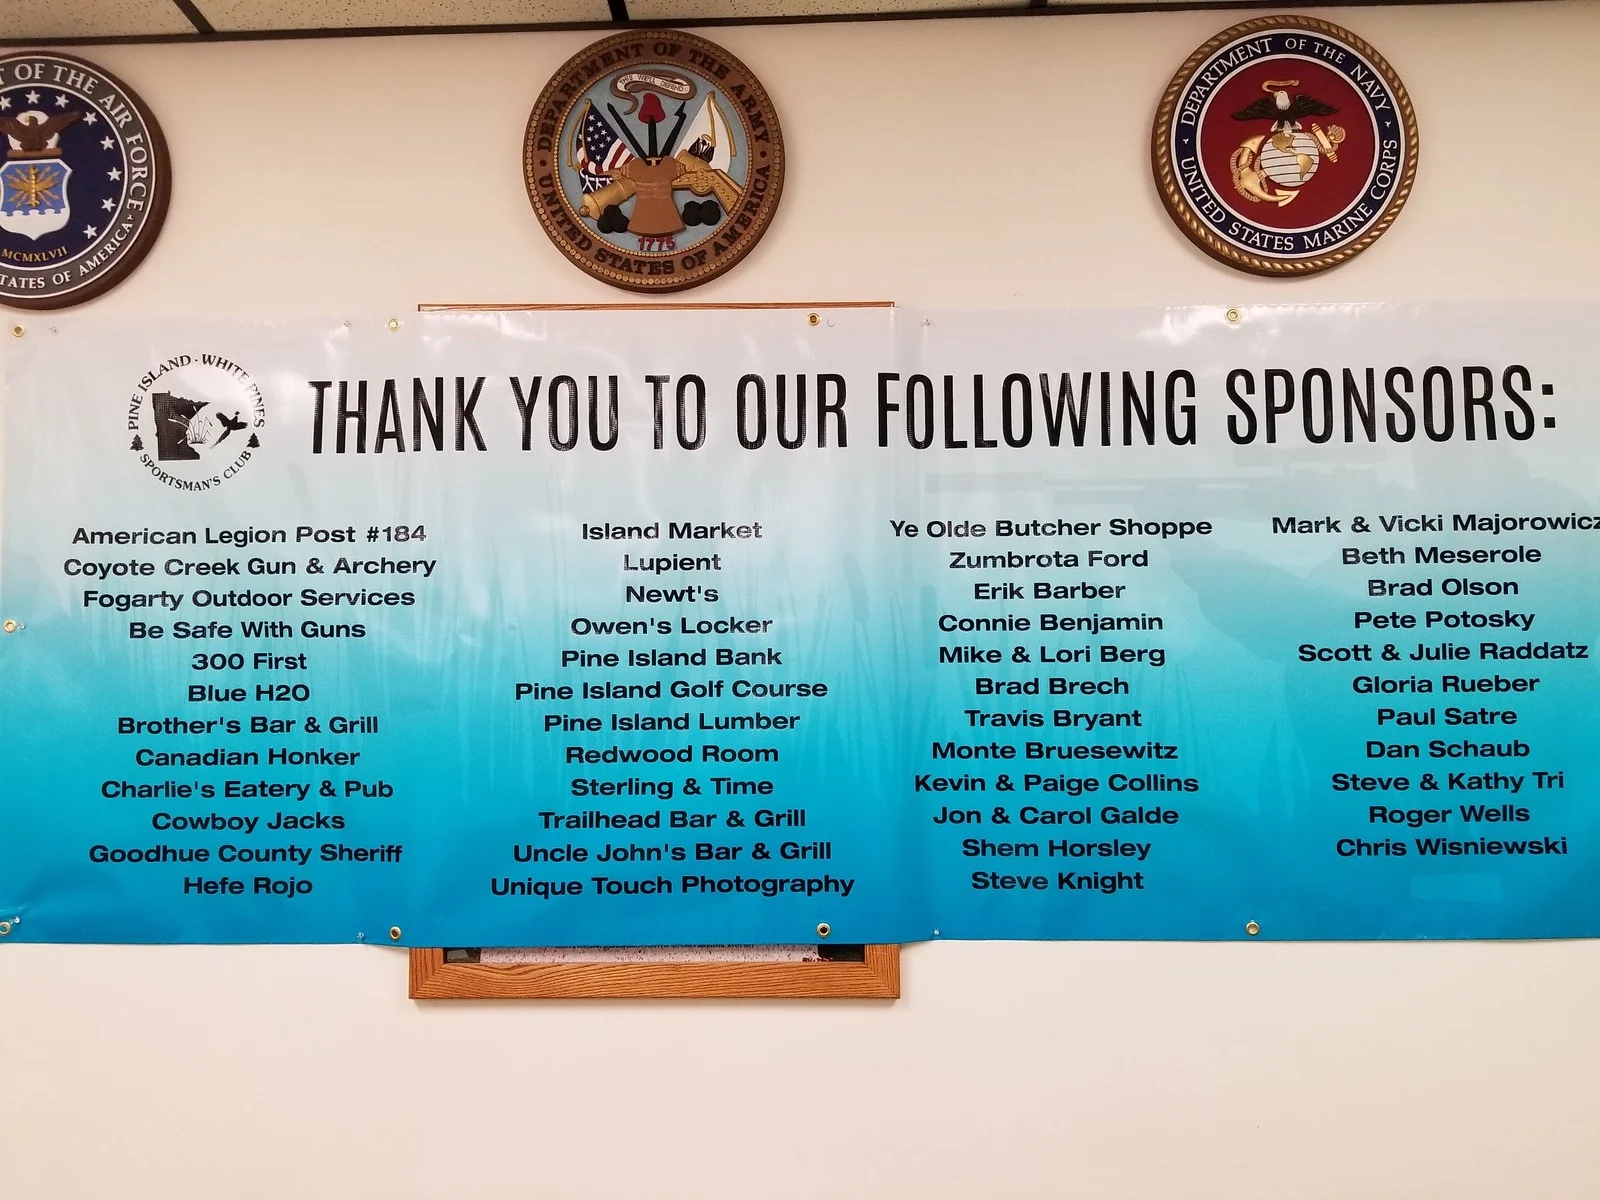 T OF THE AIR FORCE
MCMXLVII
TATES OF AMERICA
DEPARTMENT OF THE ARMY
THIS WE'LL DEFEND
1775
UNITED STATES OF AMERICA
DEPARTMENT OF THE NAVY
UNITED STATES MARINE CORPS
PINE ISLAND · WHITE PINES
SPORTSMAN'S CLUB
THANK YOU TO OUR FOLLOWING SPONSORS:
American Legion Post #184
Coyote Creek Gun & Archery
Fogarty Outdoor Services
Be Safe With Guns
300 First
Blue H2O
Brother's Bar & Grill
Canadian Honker
Charlie's Eatery & Pub
Cowboy Jacks
Goodhue County Sheriff
Hefe Rojo
Island Market
Lupient
Newt's
Owen's Locker
Pine Island Bank
Pine Island Golf Course
Pine Island Lumber
Redwood Room
Sterling & Time
Trailhead Bar & Grill
Uncle John's Bar & Grill
Unique Touch Photography
Ye Olde Butcher Shoppe
Zumbrota Ford
Erik Barber
Connie Benjamin
Mike & Lori Berg
Brad Brech
Travis Bryant
Monte Bruesewitz
Kevin & Paige Collins
Jon & Carol Galde
Shem Horsley
Steve Knight
Mark & Vicki Majorowicz
Beth Meserole
Brad Olson
Pete Potosky
Scott & Julie Raddatz
Gloria Rueber
Paul Satre
Dan Schaub
Steve & Kathy Tri
Roger Wells
Chris Wisniewski